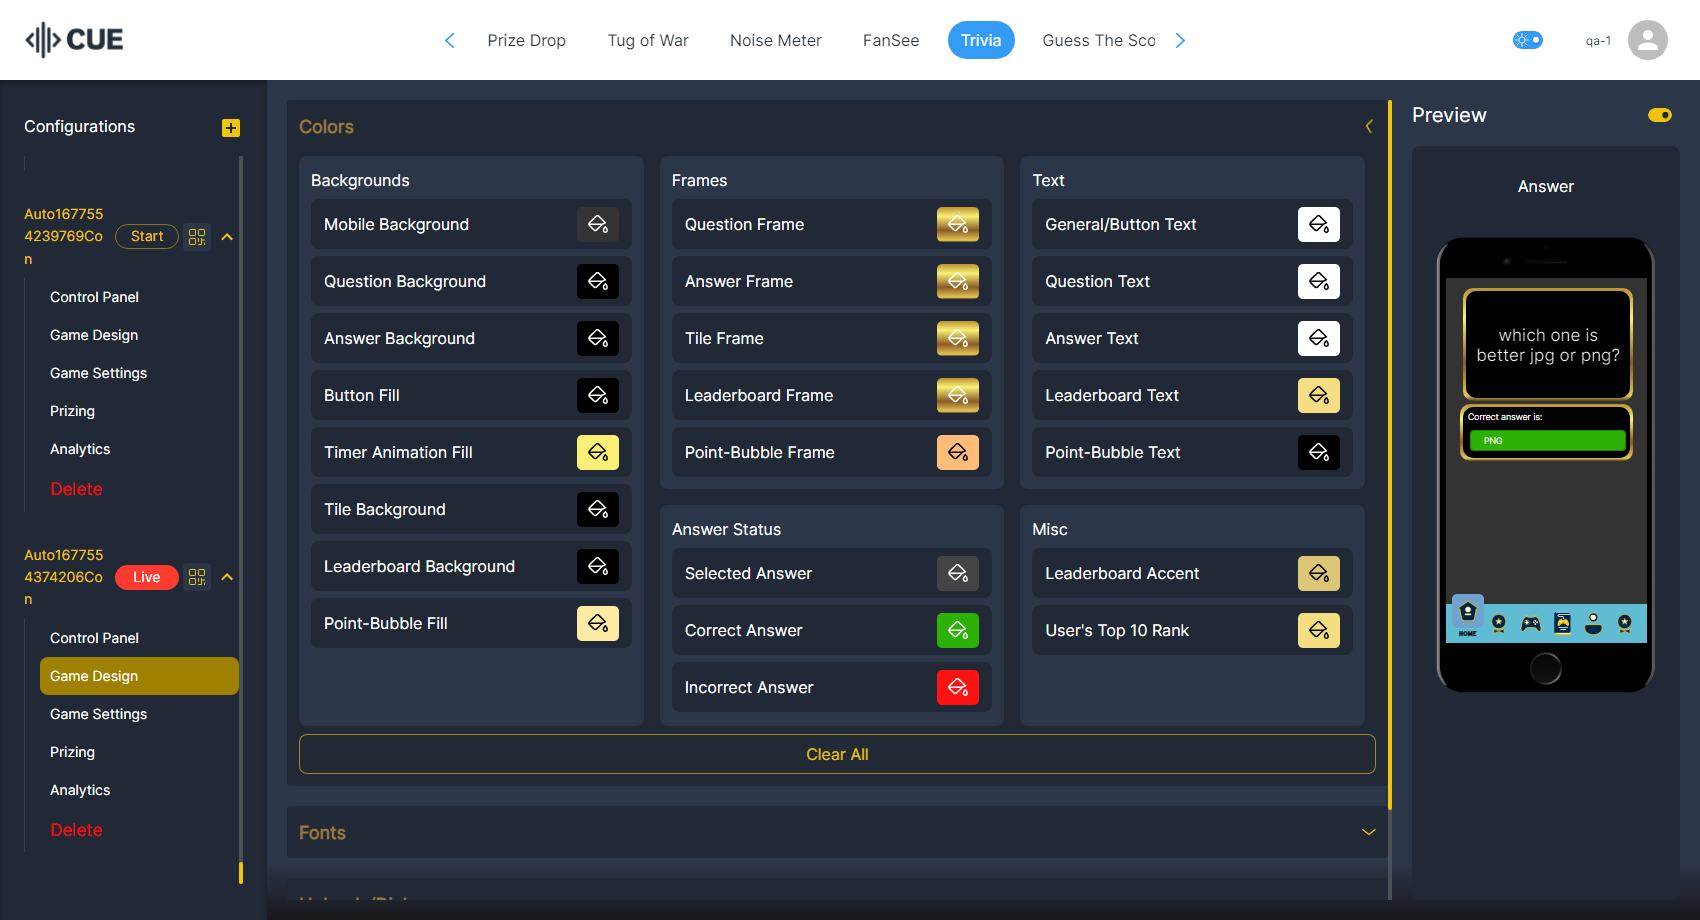 CUE
Prize Drop
Tug of War
Noise Meter
FanSee
Trivia
Guess The Sco
qa-1
Configurations
Auto167755
4239769Co
n
Start
Control Panel
Game Design
Game Settings
Prizing
Analytics
Delete
Auto167755
4374206Co
n
Live
Control Panel
Game Design
Game Settings
Prizing
Analytics
Delete
Colors
Backgrounds
Mobile Background
Question Background
Answer Background
Button Fill
Timer Animation Fill
Tile Background
Leaderboard Background
Point-Bubble Fill
Frames
Question Frame
Answer Frame
Tile Frame
Leaderboard Frame
Point-Bubble Frame
Text
General/Button Text
Question Text
Answer Text
Leaderboard Text
Point-Bubble Text
Answer Status
Selected Answer
Correct Answer
Incorrect Answer
Misc
Leaderboard Accent
User's Top 10 Rank
Clear All
Fonts
Preview
Answer
which one is
better jpg or png?
Correct answer is:
PNG
HOME